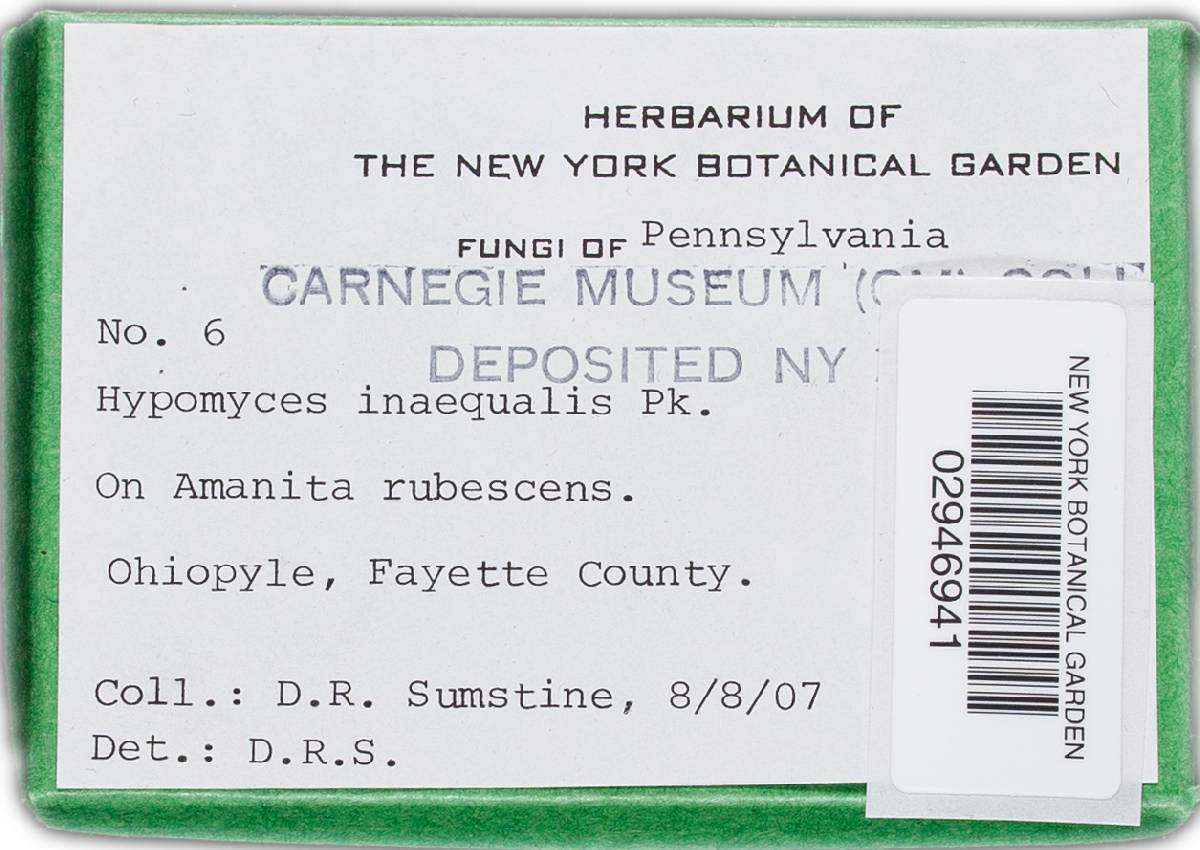 HERBARIUM OF
THE NEW YORK BOTANICAL GARDEN
FUNGI OF Pennsylvania
CARNEGIE MUSEUM
No. 6
DEPOSITED NY
Hypomyces inaequalis Pk.
On Amanita rubescens.
Ohiopyle, Fayette County.
Coll.: D.R. Sumstine, 8/8/07
Det.: D.R.S.
NEW YORK BOTANICAL GARDEN
02946941